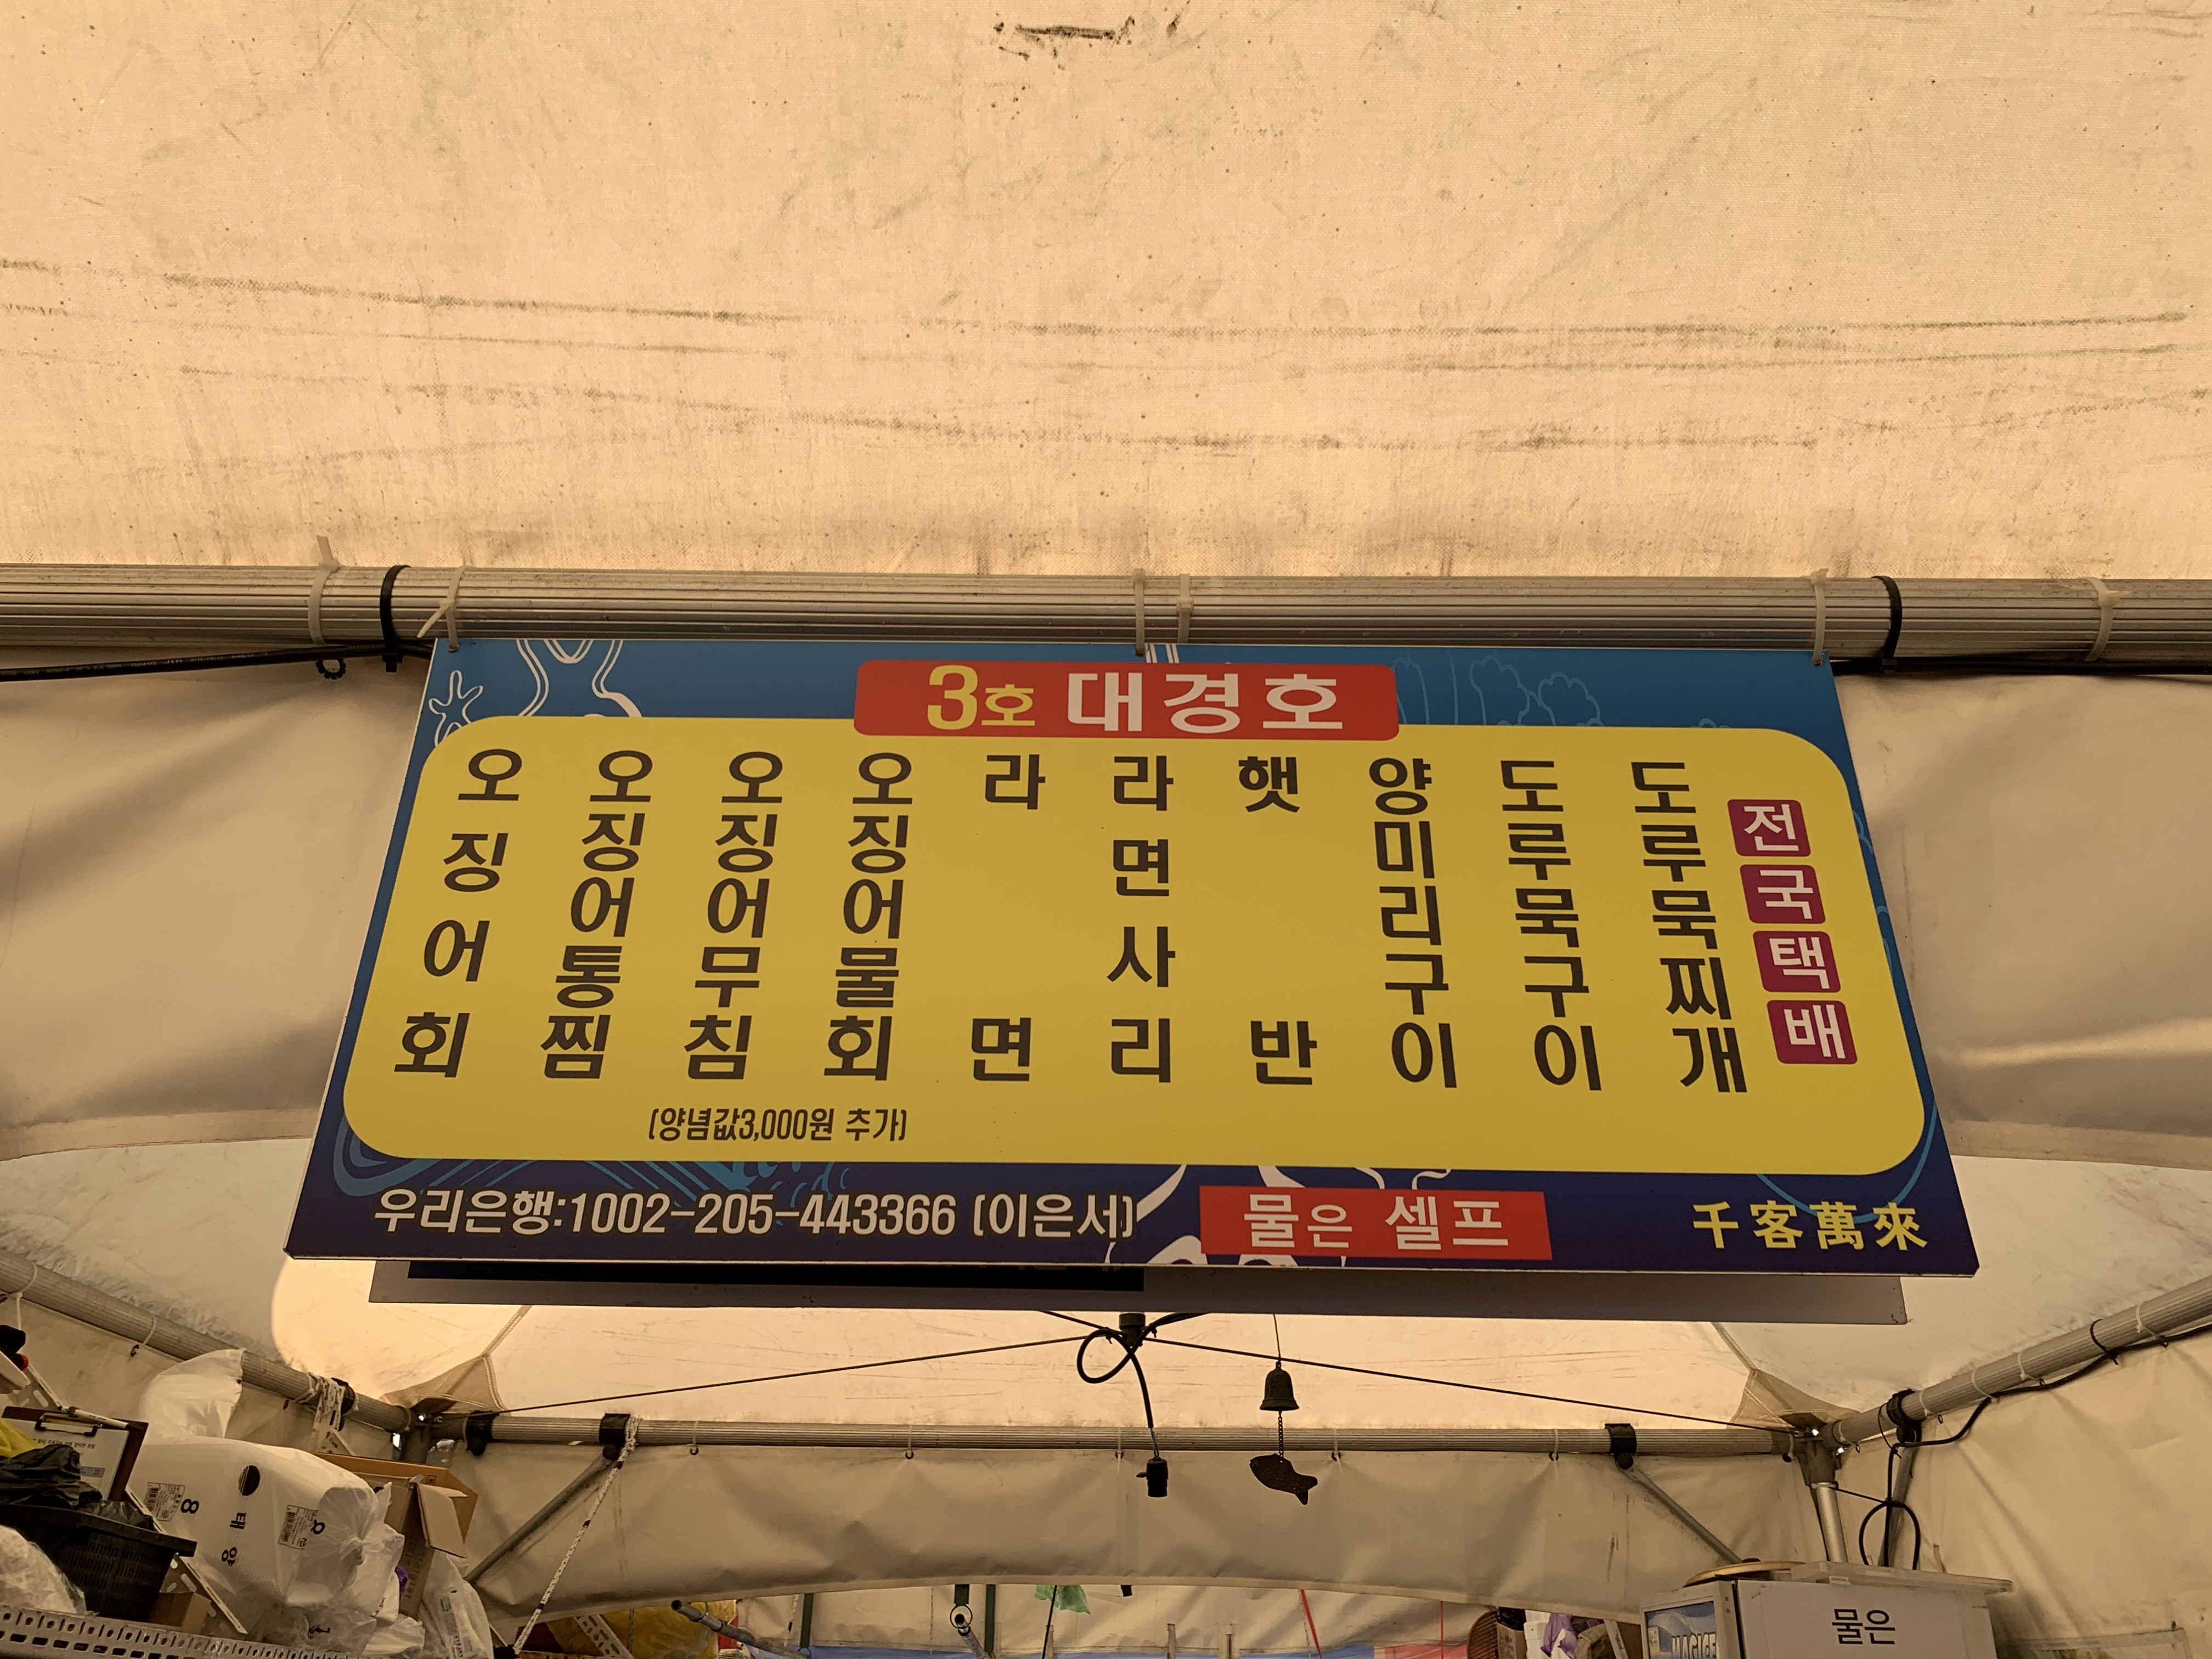 3호 대경호
오징어회
오징어통찜
오징어무침
오징어물회
라면
라면사리
햇반
양미리구이
도루묵구이
도루묵찌개
전국택배
(양념값3,000원 추가)
우리은행:1002-205-443366 (이은서)
물은 셀프
千客萬來
물은